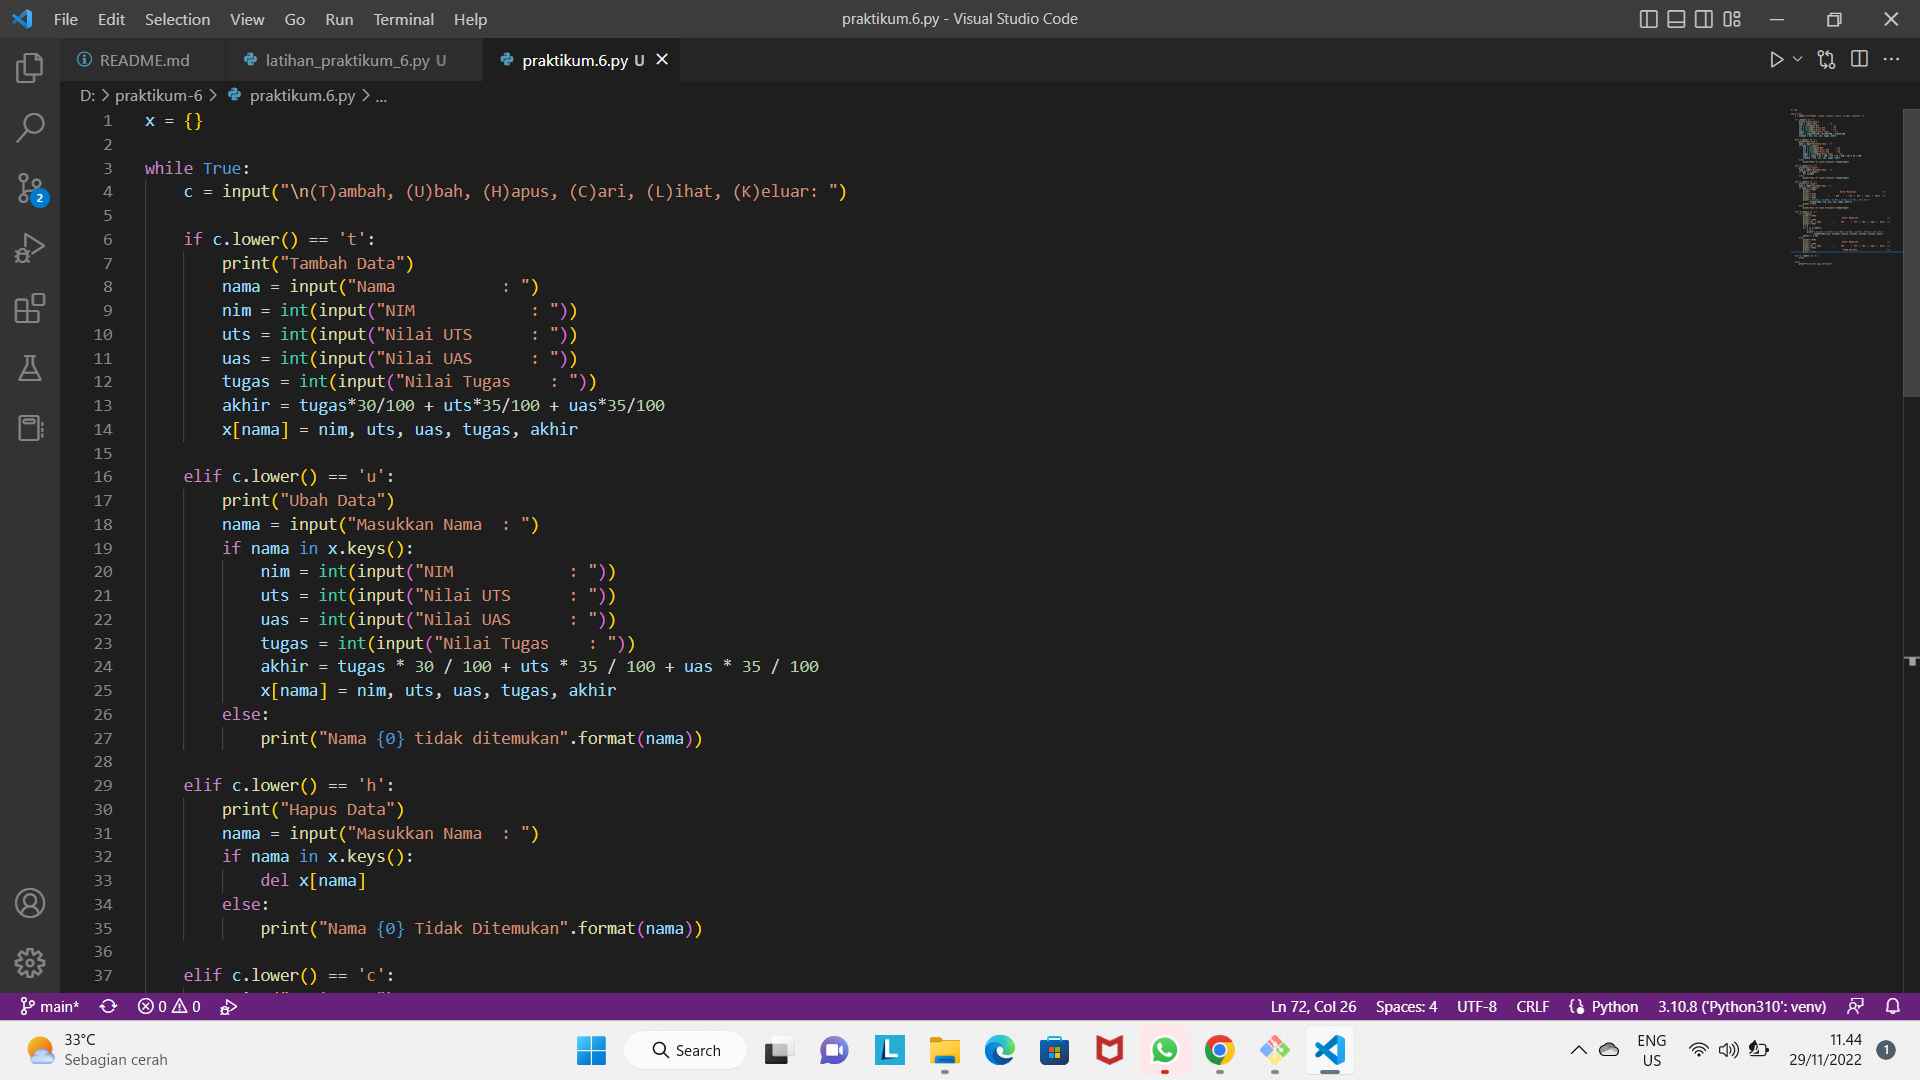 File Edit Selection View Go Run Terminal Help praktikum.6.py - Visual Studio Code
README.md latihan_praktikum_6.py U praktikum.6.py U
D: > praktikum-6 > praktikum.6.py > ...
1 x = {}
2
3 while True:
4     c = input("\n(T)ambah, (U)bah, (H)apus, (C)ari, (L)ihat, (K)eluar: ")
5
6     if c.lower() == 't':
7         print("Tambah Data")
8         nama = input("Nama           : ")
9         nim = int(input("NIM            : "))
10         uts = int(input("Nilai UTS      : "))
11         uas = int(input("Nilai UAS      : "))
12         tugas = int(input("Nilai Tugas    : "))
13         akhir = tugas*30/100 + uts*35/100 + uas*35/100
14         x[nama] = nim, uts, uas, tugas, akhir
15
16     elif c.lower() == 'u':
17         print("Ubah Data")
18         nama = input("Masukkan Nama  : ")
19         if nama in x.keys():
20             nim = int(input("NIM            : "))
21             uts = int(input("Nilai UTS      : "))
22             uas = int(input("Nilai UAS      : "))
23             tugas = int(input("Nilai Tugas    : "))
24             akhir = tugas * 30 / 100 + uts * 35 / 100 + uas * 35 / 100
25             x[nama] = nim, uts, uas, tugas, akhir
26         else:
27             print("Nama {0} tidak ditemukan".format(nama))
28
29     elif c.lower() == 'h':
30         print("Hapus Data")
31         nama = input("Masukkan Nama  : ")
32         if nama in x.keys():
33             del x[nama]
34         else:
35             print("Nama {0} Tidak Ditemukan".format(nama))
36
37     elif c.lower() == 'c':
2
main* 0 0 Ln 72, Col 26 Spaces: 4 UTF-8 CRLF Python 3.10.8 ('Python310': venv)
33°C
Sebagian cerah
Search
ENG
US
11.44
29/11/2022
1